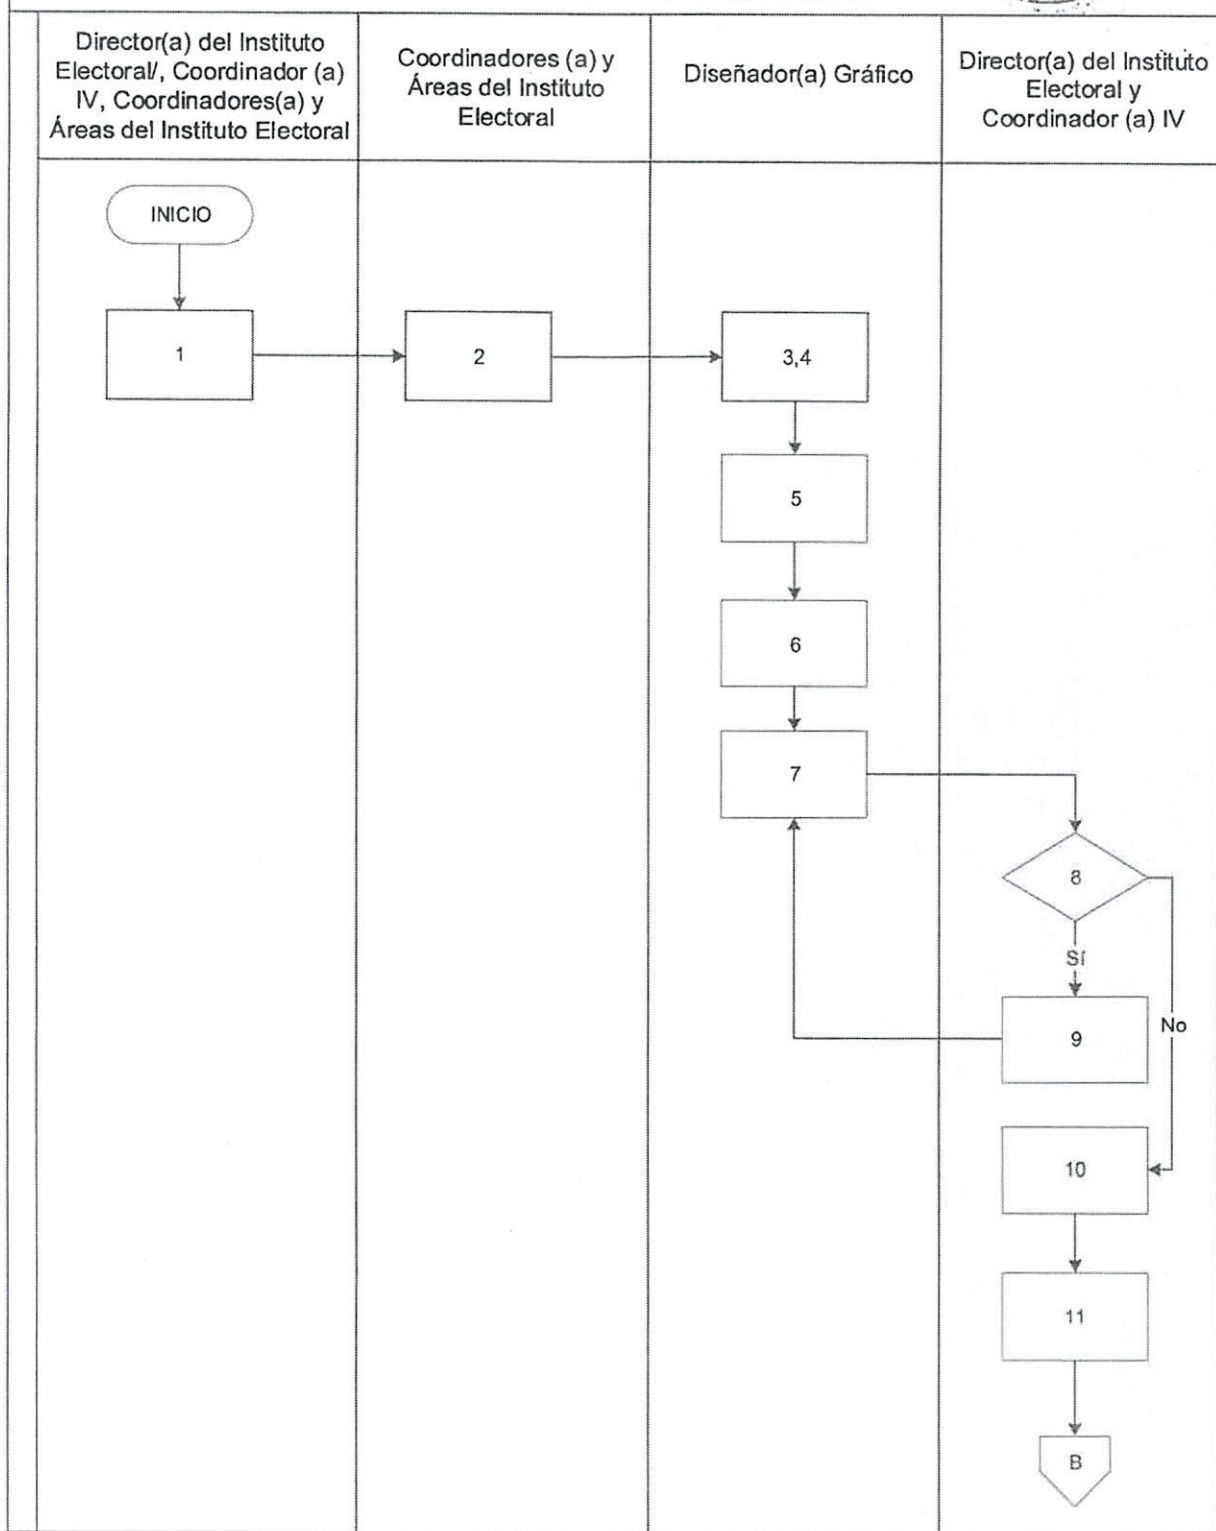 Director(a) del Instituto
Electoral/, Coordinador (a)
IV, Coordinadores(a) y
Áreas del Instituto Electoral
Coordinadores (a) y
Áreas del Instituto
Electoral
Diseñador(a) Gráfico
Director(a) del Instituto
Electoral y
Coordinador (a) IV
INICIO
1
2
3,4
5
6
7
8
Sí
9
No
10
11
B